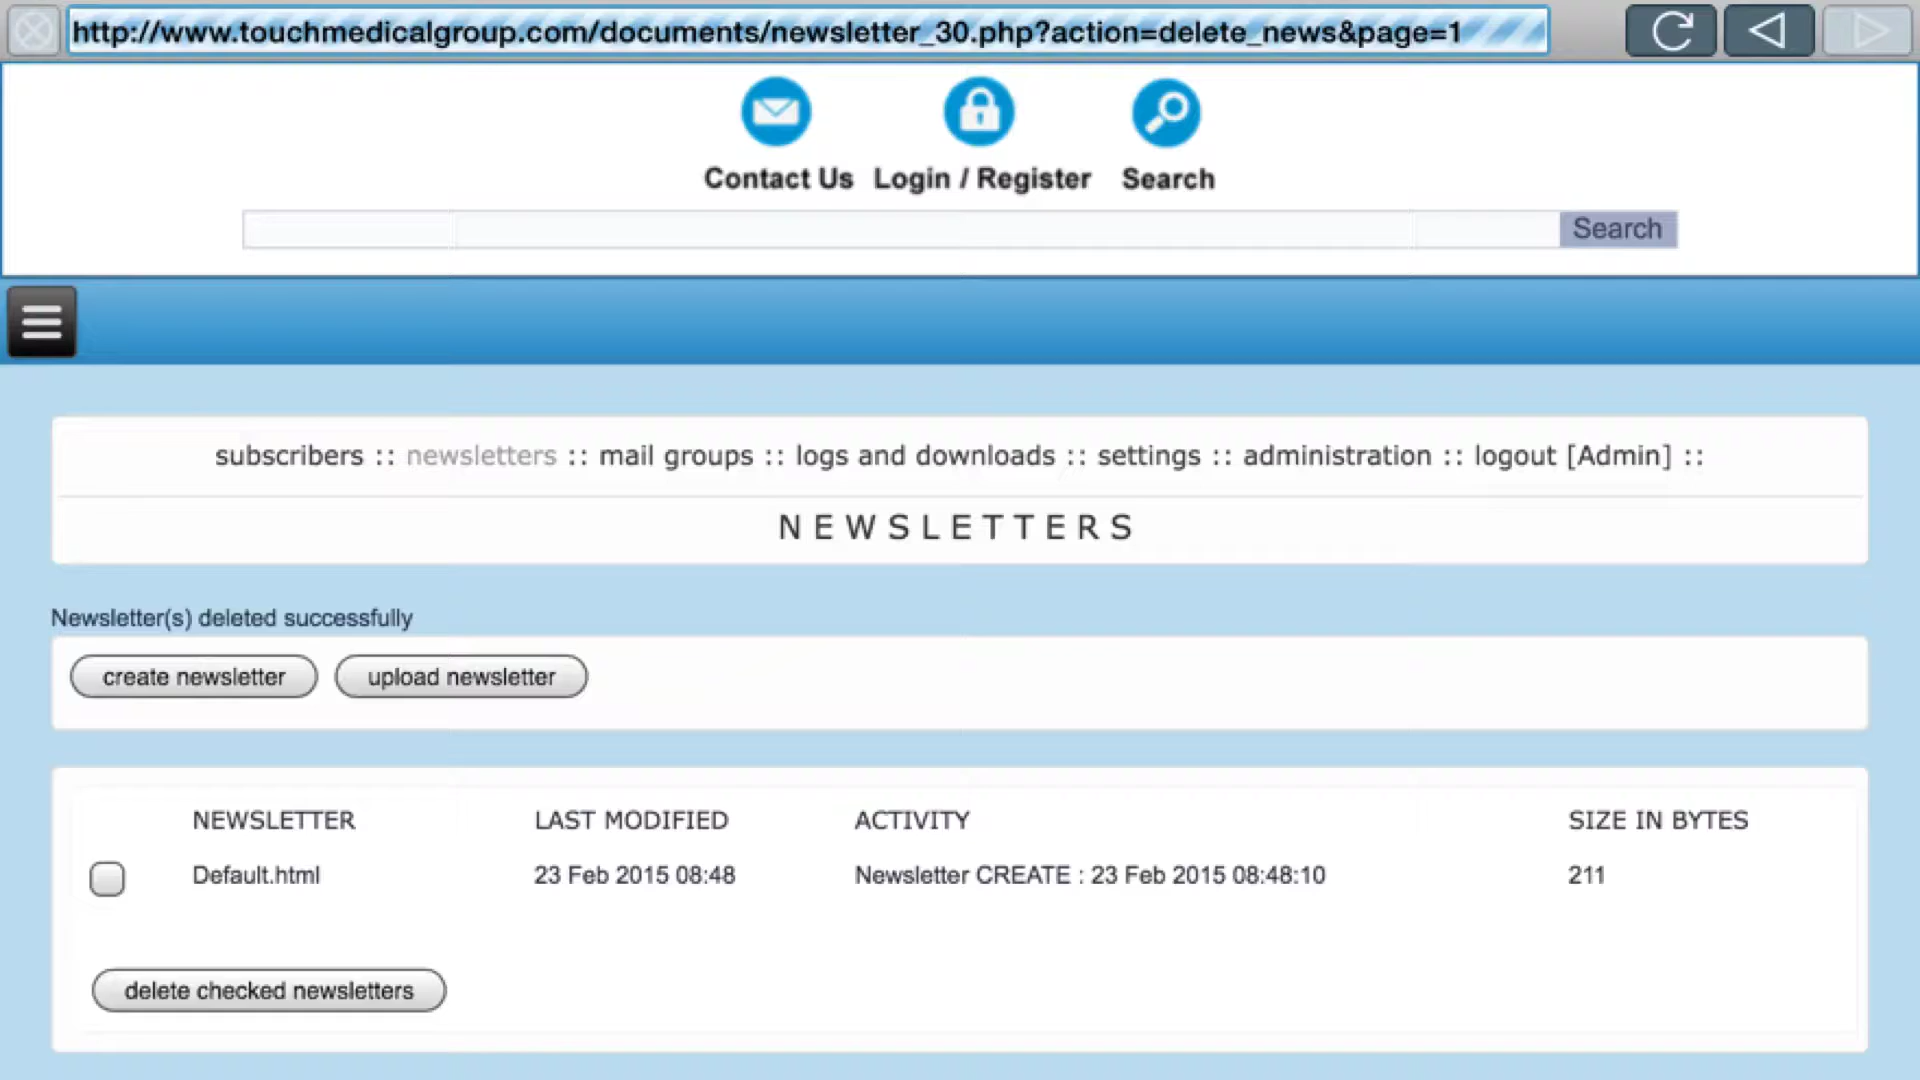 http://www.touchmedicalgroup.com/documents/newsletter_30.php?action=delete_news&page=1
Contact Us Login / Register Search
Search
subscribers :: newsletters :: mail groups :: logs and downloads :: settings :: administration :: logout [Admin] ::
NEWSLETTERS
Newsletter(s) deleted successfully
create newsletter upload newsletter
NEWSLETTER LAST MODIFIED ACTIVITY SIZE IN BYTES
Default.html 23 Feb 2015 08:48 Newsletter CREATE : 23 Feb 2015 08:48:10 211
delete checked newsletters